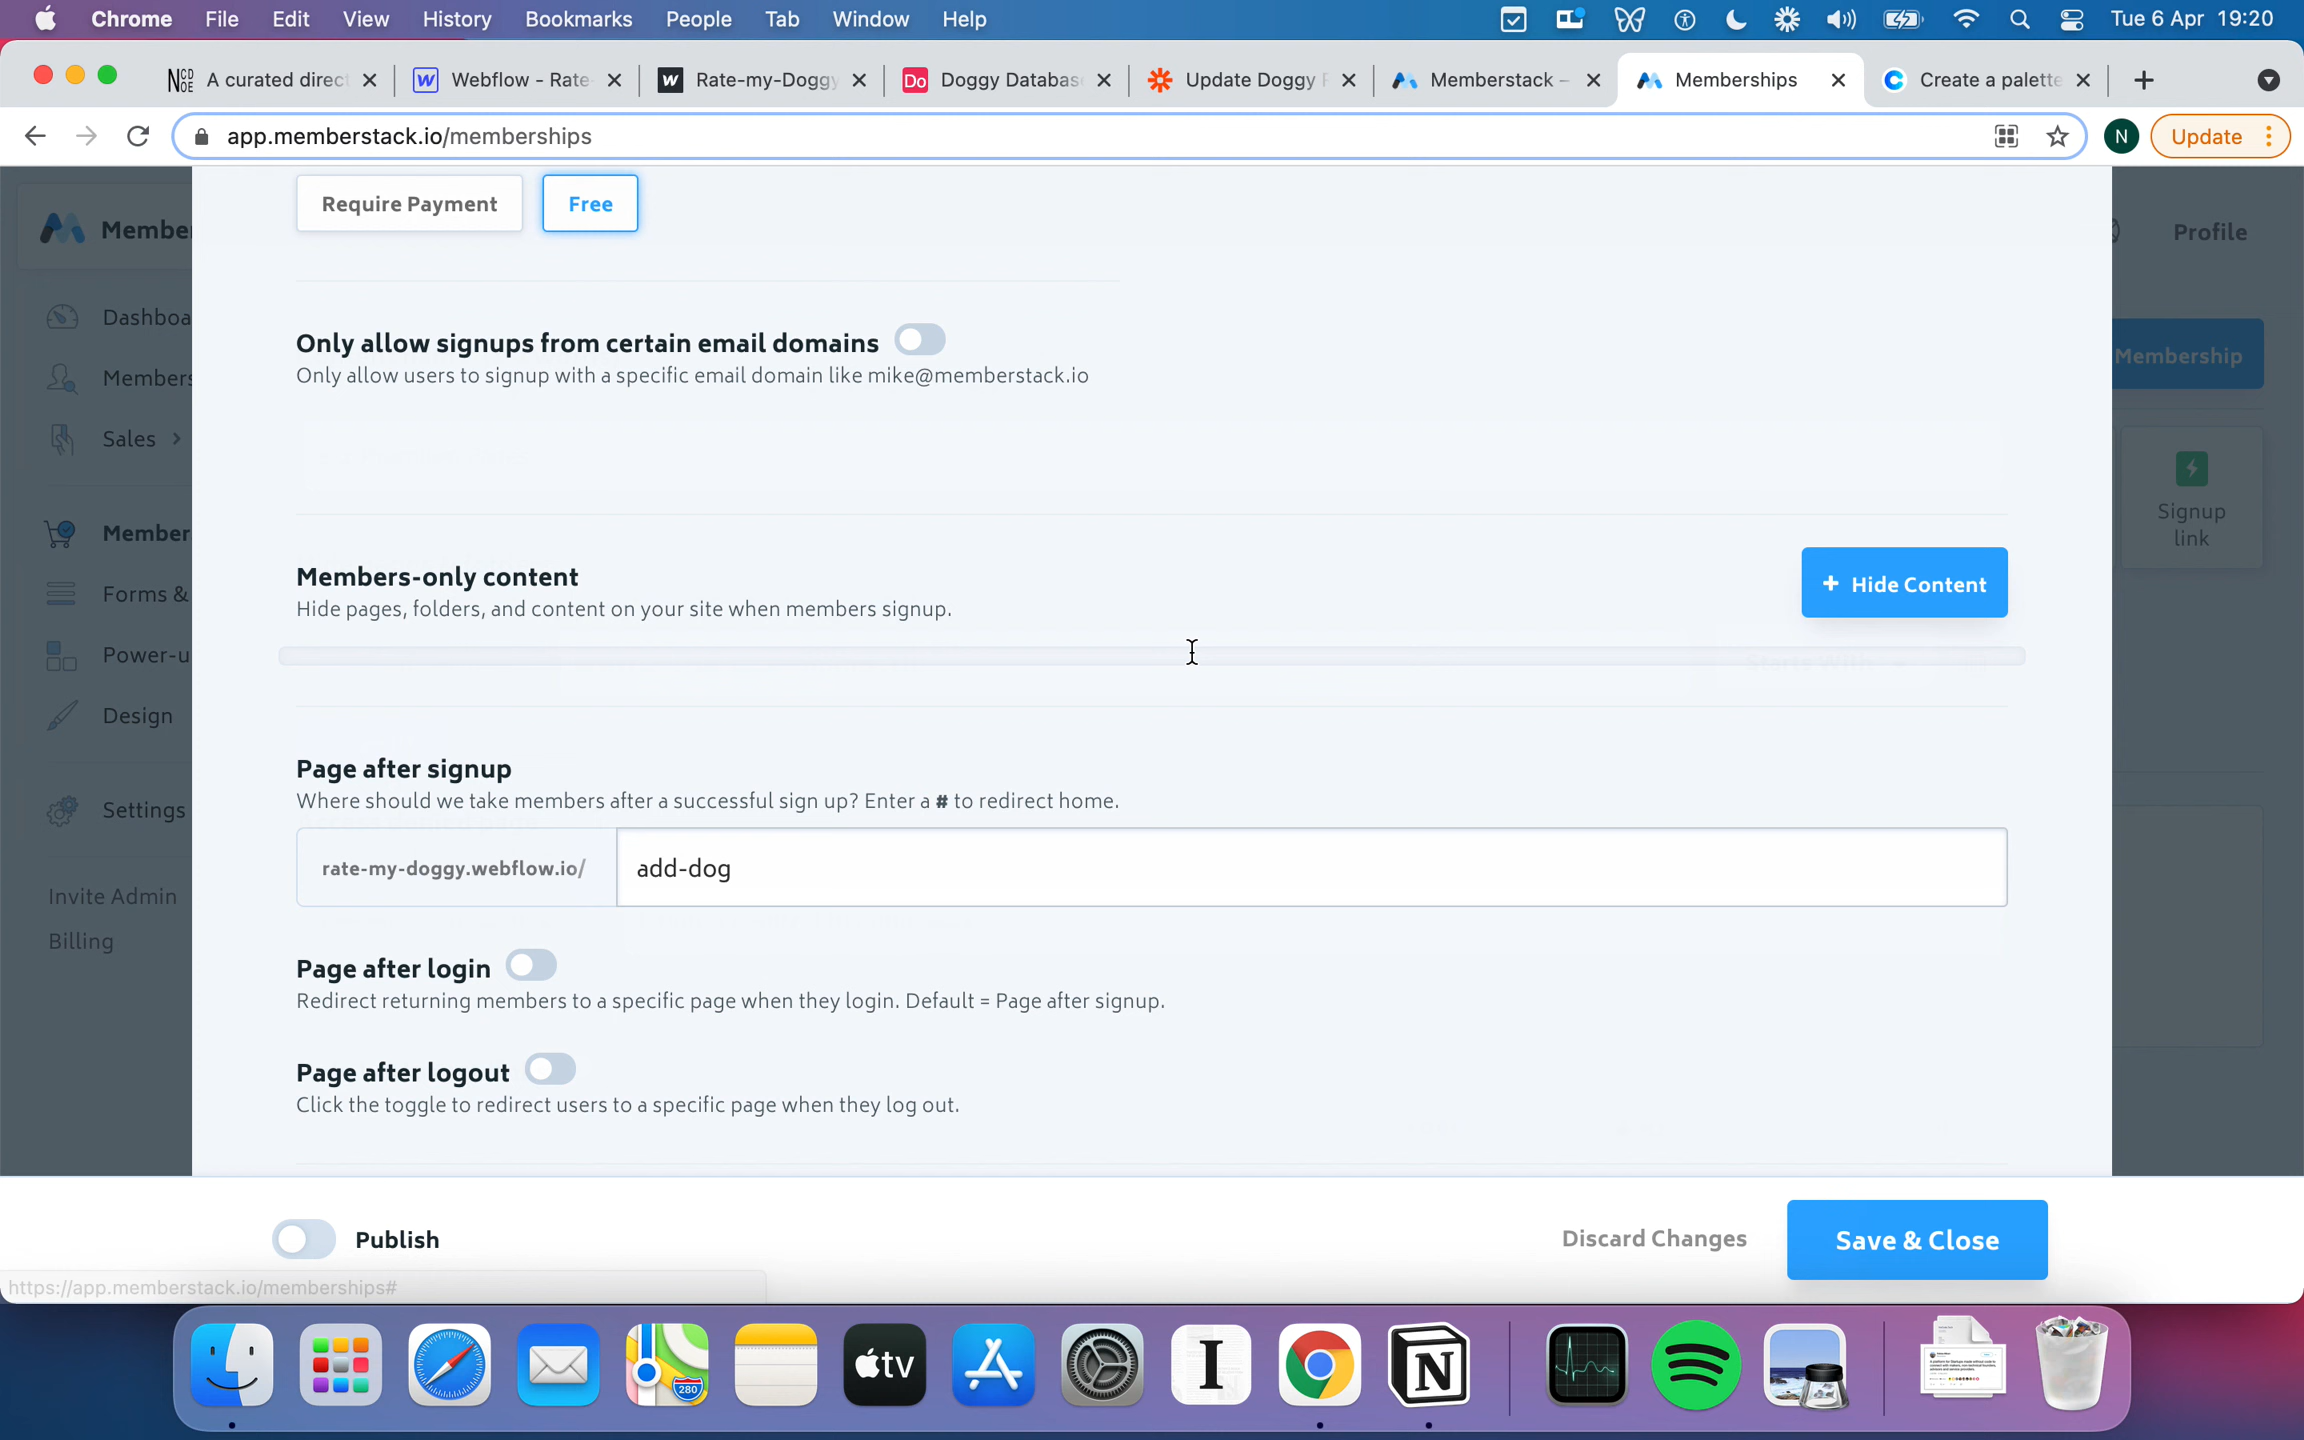 Chrome File Edit View History Bookmarks People Tab Window Help Tue 6 Apr 19:20
NCDNOE A curated direct Webflow - Rate- Rate-my-Doggy Do Doggy Databas Update Doggy Memberstack – Memberships Create a palette
app.memberstack.io/memberships N Update
Require Payment Free
Member Profile
Dashboa
Only allow signups from certain email domains
Only allow users to signup with a specific email domain like mike@memberstack.io
Membership
Members
Sales
Signup
link
Member
Members-only content
Hide pages, folders, and content on your site when members signup.
+ Hide Content
Forms &
Power-u
Starts With
Design
Page after signup
Where should we take members after a successful sign up? Enter a # to redirect home.
Settings
rate-my-doggy.webflow.io/ add-dog
Invite Admin
Billing
Page after login
Redirect returning members to a specific page when they login. Default = Page after signup.
Page after logout
Click the toggle to redirect users to a specific page when they log out.
Publish Discard Changes Save & Close
https://app.memberstack.io/memberships#
280 tv I N